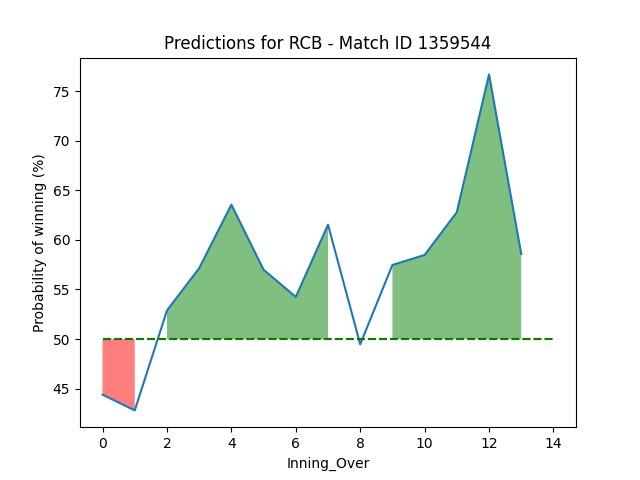 Predictions for RCB - Match ID 1359544
Probability of winning (%)
75
70
65
60
55
50
45
0 2 4 6 8 10 12 14
Inning_Over